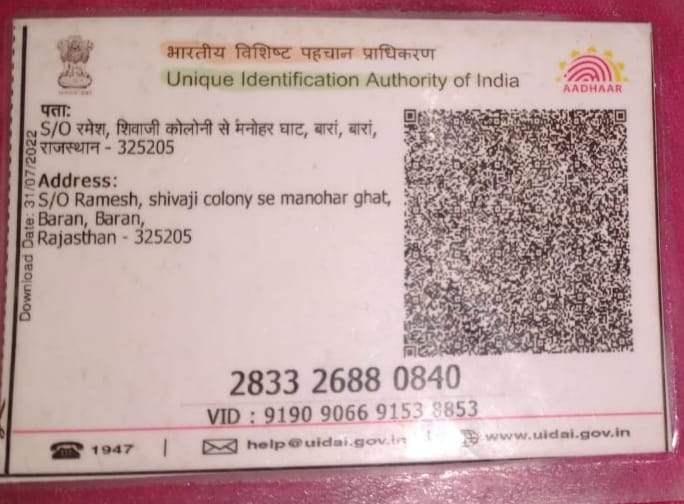 भारतीय विशिष्ट पहचान प्राधिकरण
Unique Identification Authority of India
AADHAAR
पता:
S/O रमेश, शिवाजी कोलोनी से मनोहर घाट, बारां, बारां,
राजस्थान - 325205
Address:
S/O Ramesh, shivaji colony se manohar ghat,
Baran, Baran,
Rajasthan - 325205
Download Date: 31/07/2022
2833 2688 0840
VID : 9190 9066 9153 8853
1947 | help@uidai.gov.in | www.uidai.gov.in